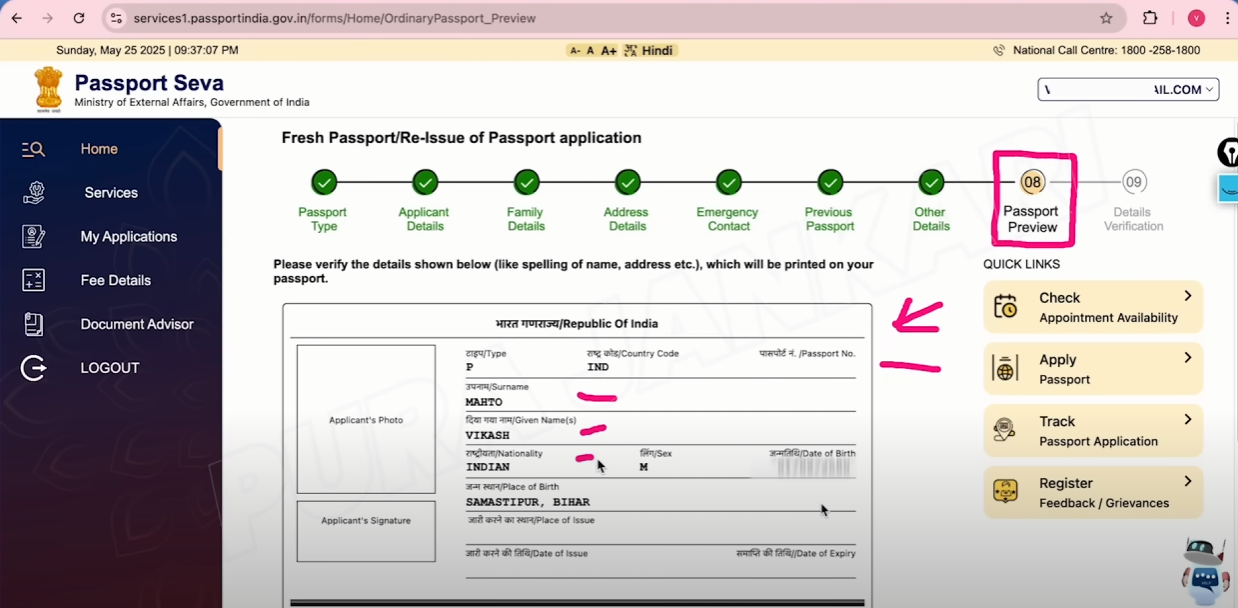 services1.passportindia.gov.in/forms/Home/OrdinaryPassport_Preview
V
Sunday, May 25 2025 | 09:37:07 PM
A- A A+ Hindi
National Call Centre: 1800 -258-1800
Passport Seva
Ministry of External Affairs, Government of India
AIL.COM
Home
Services
My Applications
Fee Details
Document Advisor
LOGOUT
Fresh Passport/Re-Issue of Passport application
08
09
Passport Type
Applicant Details
Family Details
Address Details
Emergency Contact
Previous Passport
Other Details
Passport Preview
Details Verification
Please verify the details shown below (like spelling of name, address etc.), which will be printed on your
passport.
भारत गणराज्य/Republic Of India
टाइप/Type राष्ट्र कोड/Country Code पासपोर्ट नं. /Passport No.
P IND
उपनाम/Surname
MAHTO
दिया गया नाम/Given Name(s)
VIKASH
राष्ट्रीयता/Nationality लिंग/Sex जन्मतिथि/Date of Birth
INDIAN M
जन्म स्थान/Place of Birth
SAMASTIPUR, BIHAR
जारी करने का स्थान/Place of Issue
जारी करने की तिथि/Date of Issue समाप्ति की तिथि/Date of Expiry
Applicant's Photo
Applicant's Signature
QUICK LINKS
Check
Appointment Availability
Apply
Passport
Track
Passport Application
Register
Feedback / Grievances
PURA JANKARI